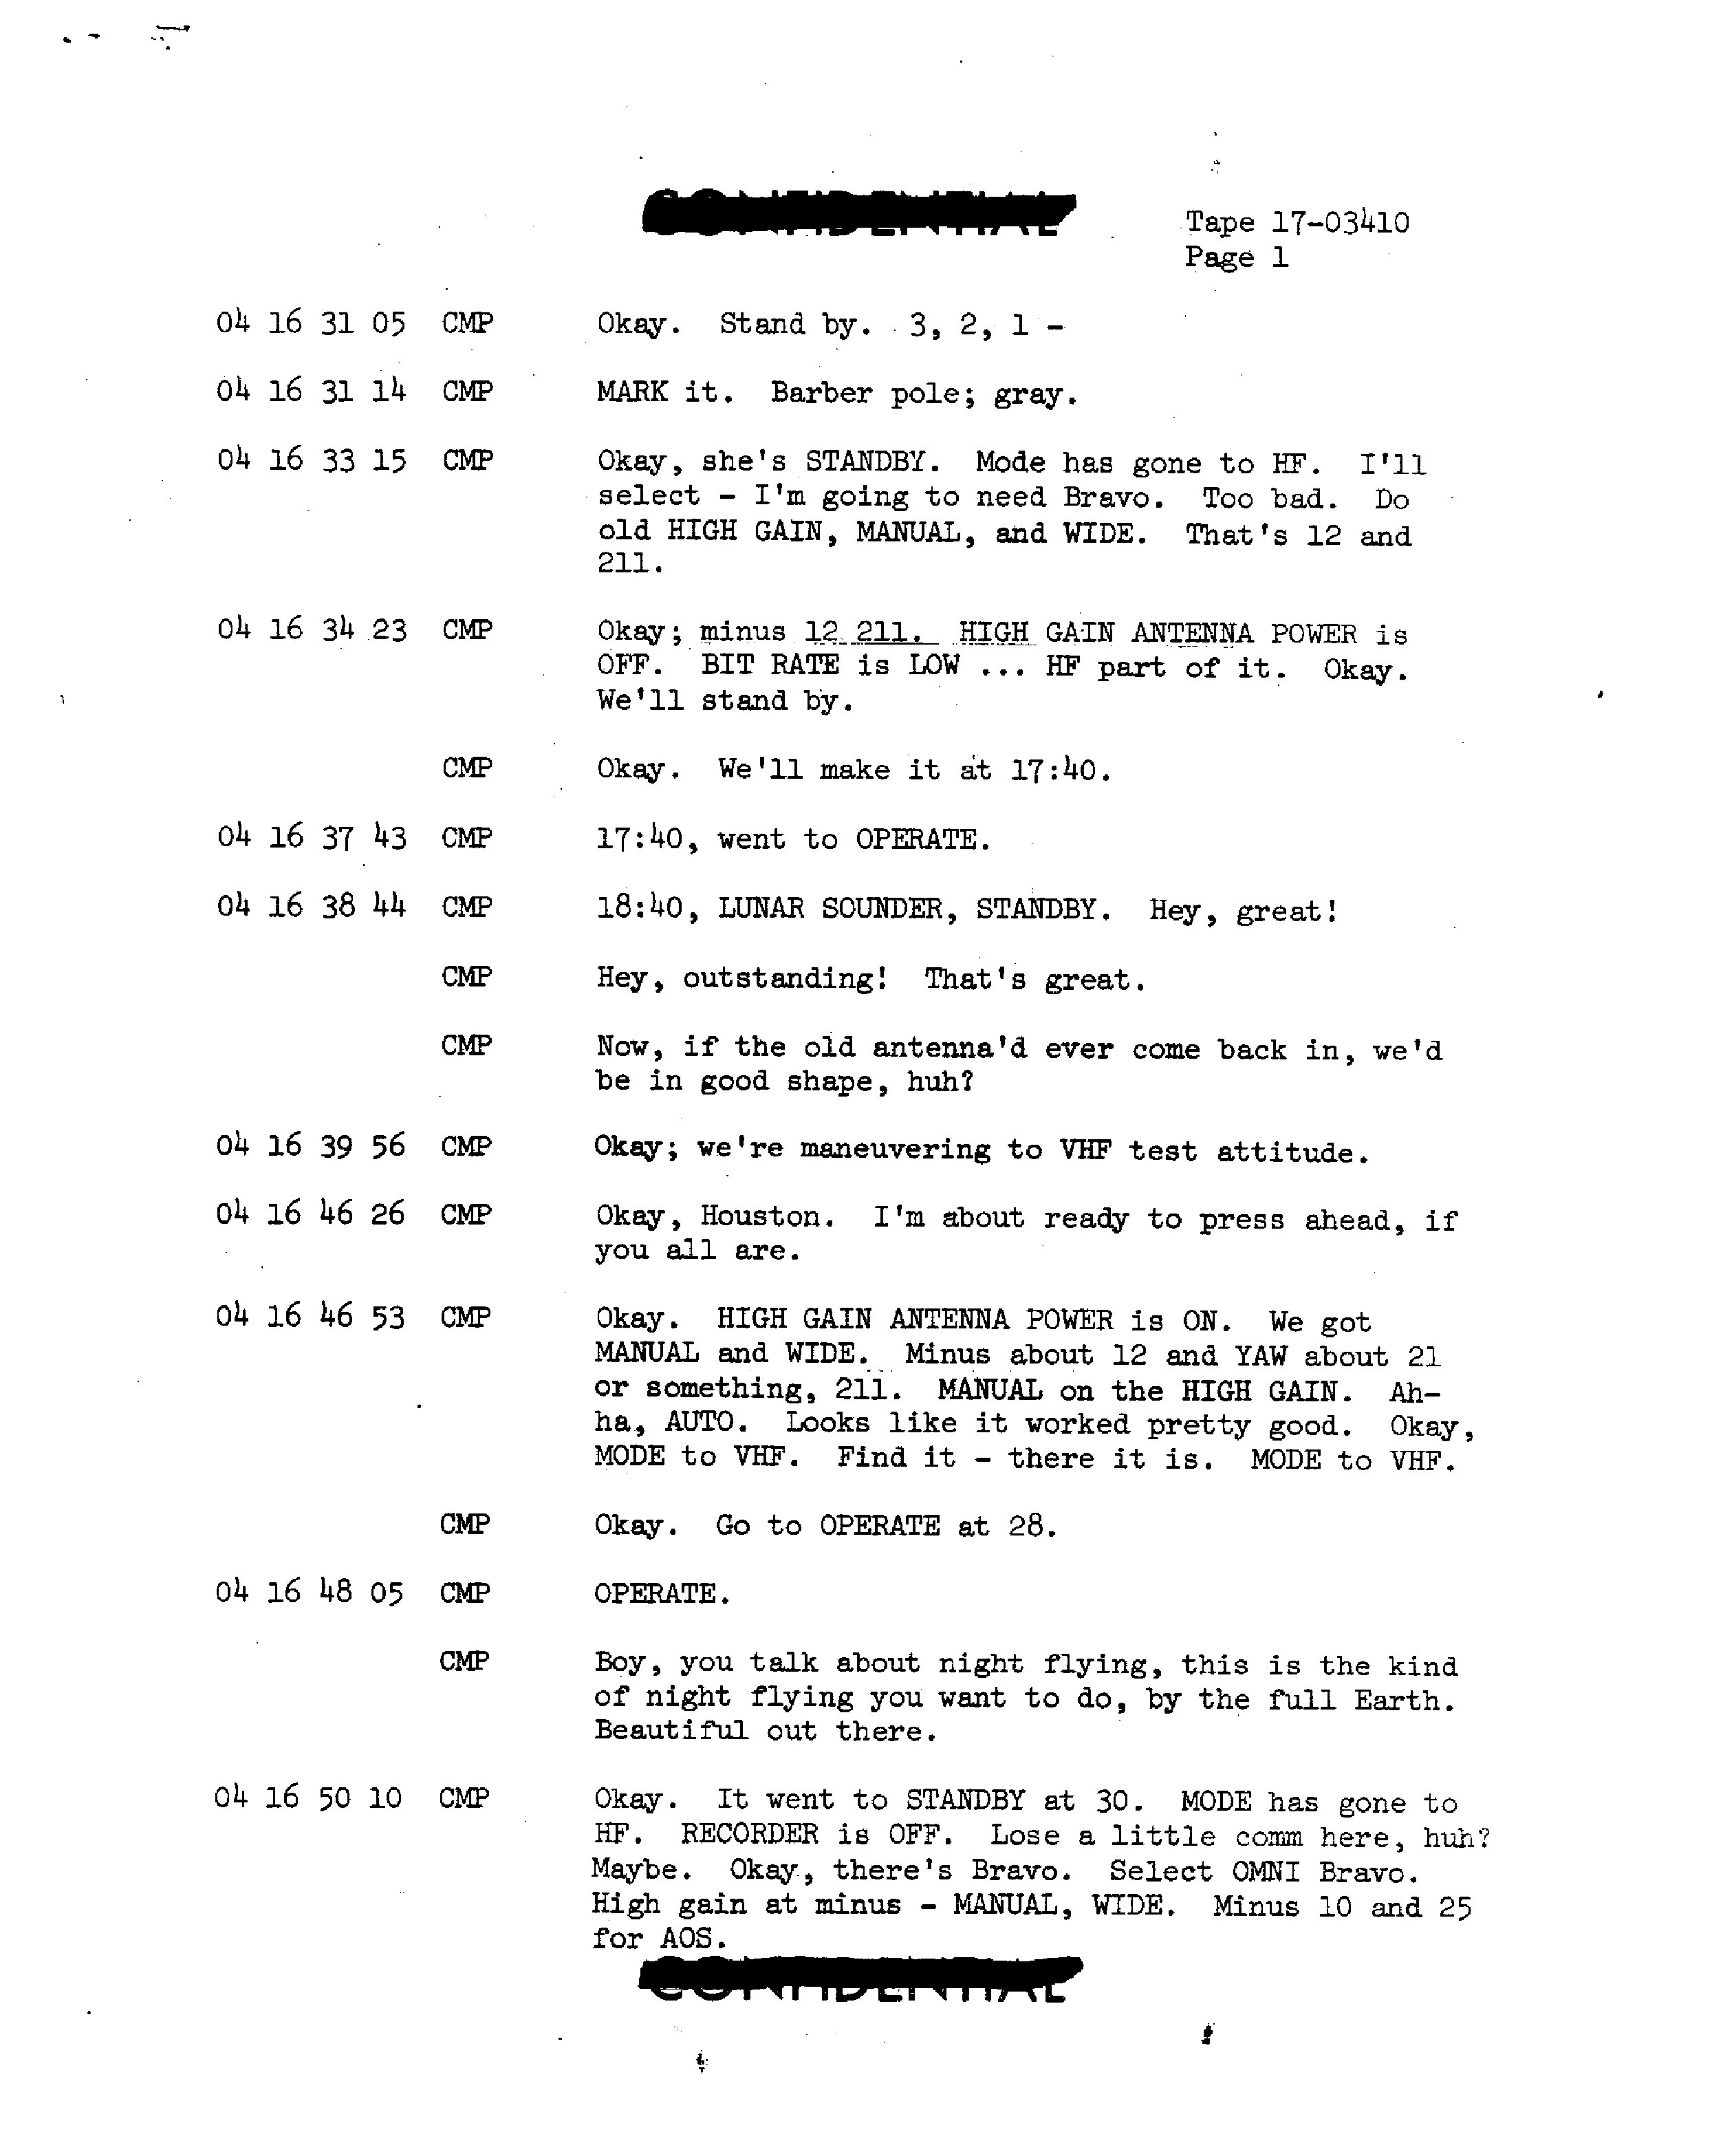 CONFIDENTIAL
Tape 17-03410
Page 1
04 16 31 05 CMP Okay. Stand by. 3, 2, 1 -
04 16 31 14 CMP MARK it. Barber pole; gray.
04 16 33 15 CMP Okay, she's STANDBY. Mode has gone to HF. I'll
select - I'm going to need Bravo. Too bad. Do
old HIGH GAIN, MANUAL, and WIDE. That's 12 and
211.
04 16 34 23 CMP Okay; minus 12 211. HIGH GAIN ANTENNA POWER is
OFF. BIT RATE is LOW ... HF part of it. Okay.
We'll stand by.
CMP Okay. We'll make it at 17:40.
04 16 37 43 CMP 17:40, went to OPERATE.
04 16 38 44 CMP 18:40, LUNAR SOUNDER, STANDBY. Hey, great!
CMP Hey, outstanding! That's great.
CMP Now, if the old antenna'd ever come back in, we'd
be in good shape, huh?
04 16 39 56 CMP Okay; we're maneuvering to VHF test attitude.
04 16 46 26 CMP Okay, Houston. I'm about ready to press ahead, if
you all are.
04 16 46 53 CMP Okay. HIGH GAIN ANTENNA POWER is ON. We got
MANUAL and WIDE. Minus about 12 and YAW about 21
or something, 211. MANUAL on the HIGH GAIN. Ah-
ha, AUTO. Looks like it worked pretty good. Okay,
MODE to VHF. Find it - there it is. MODE to VHF.
CMP Okay. Go to OPERATE at 28.
04 16 48 05 CMP OPERATE.
CMP Boy, you talk about night flying, this is the kind
of night flying you want to do, by the full Earth.
Beautiful out there.
04 16 50 10 CMP Okay. It went to STANDBY at 30. MODE has gone to
HF. RECORDER is OFF. Lose a little comm here, huh?
Maybe. Okay, there's Bravo. Select OMNI Bravo.
High gain at minus - MANUAL, WIDE. Minus 10 and 25
for AOS.
CONFIDENTIAL